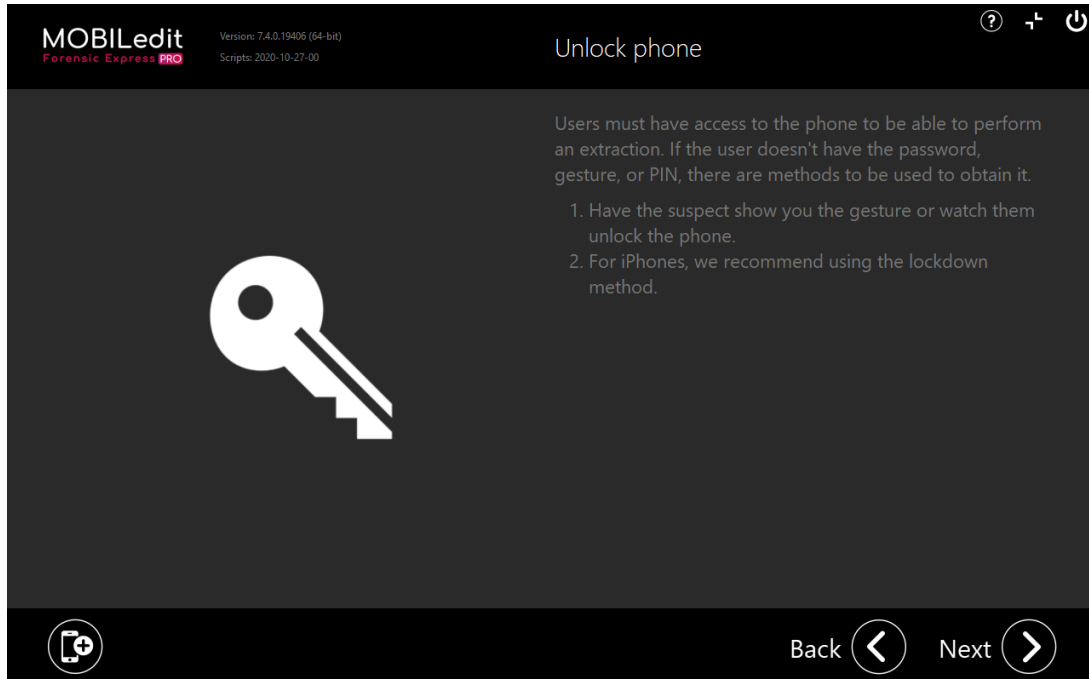 MOBILedit
Forensic Express PRO
Version: 7.4.0.19406 (64-bit)
Scripts: 2020-10-27-00
Unlock phone
?
Users must have access to the phone to be able to perform
an extraction. If the user doesn't have the password,
gesture, or PIN, there are methods to be used to obtain it.
1. Have the suspect show you the gesture or watch them
unlock the phone.
2. For iPhones, we recommend using the lockdown
method.
Back
Next